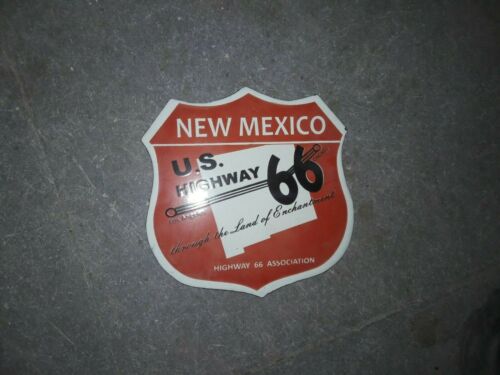 NEW MEXICO
U.S.
HIGHWAY 66
through the Land of Enchantment
HIGHWAY 66 ASSOCIATION